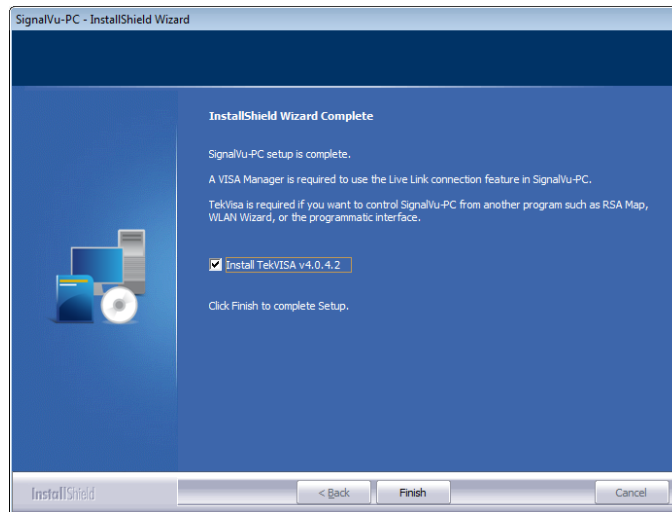 SignalVu-PC - InstallShield Wizard
InstallShield Wizard Complete
SignalVu-PC setup is complete.
A VISA Manager is required to use the Live Link connection feature in SignalVu-PC.
TekVisa is required if you want to control SignalVu-PC from another program such as RSA Map,
WLAN Wizard, or the programmatic interface.
Install TekVISA v4.0.4.2
Click Finish to complete Setup.
InstallShield
< Back
Finish
Cancel